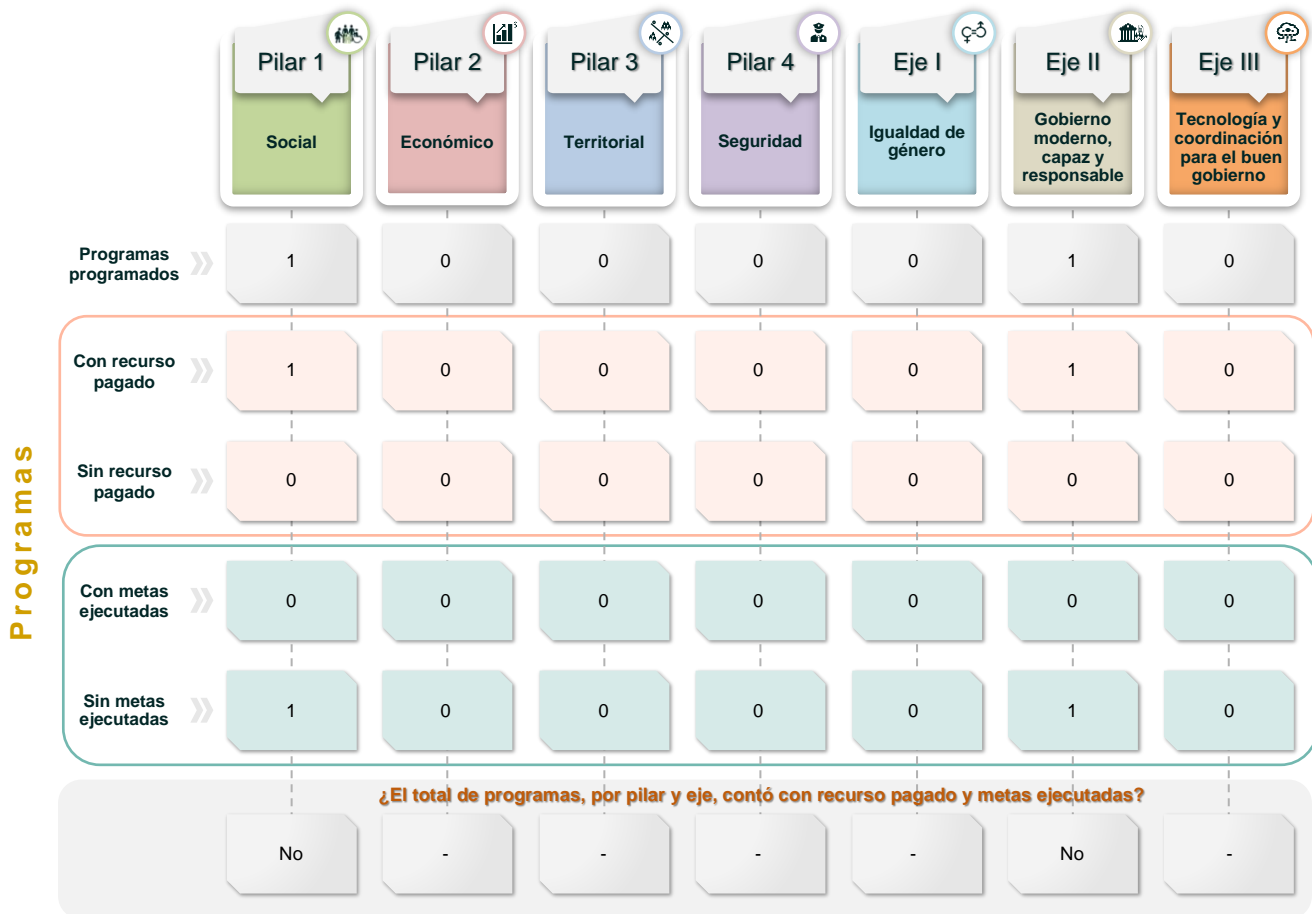 Pilar 1
Pilar 2
Pilar 3
Pilar 4
Eje I
Eje II
Eje III
Social
Económico
Territorial
Seguridad
Igualdad de
género
Gobierno
moderno,
capaz y
responsable
Tecnología y
coordinación
para el buen
gobierno
Programas
Programas
programados
1 0 0 0 0 1 0
Con recurso
pagado
1 0 0 0 0 1 0
Sin recurso
pagado
0 0 0 0 0 0 0
Con metas
ejecutadas
0 0 0 0 0 0 0
Sin metas
ejecutadas
1 0 0 0 0 1 0
¿El total de programas, por pilar y eje, contó con recurso pagado y metas ejecutadas?
No - - - - No -